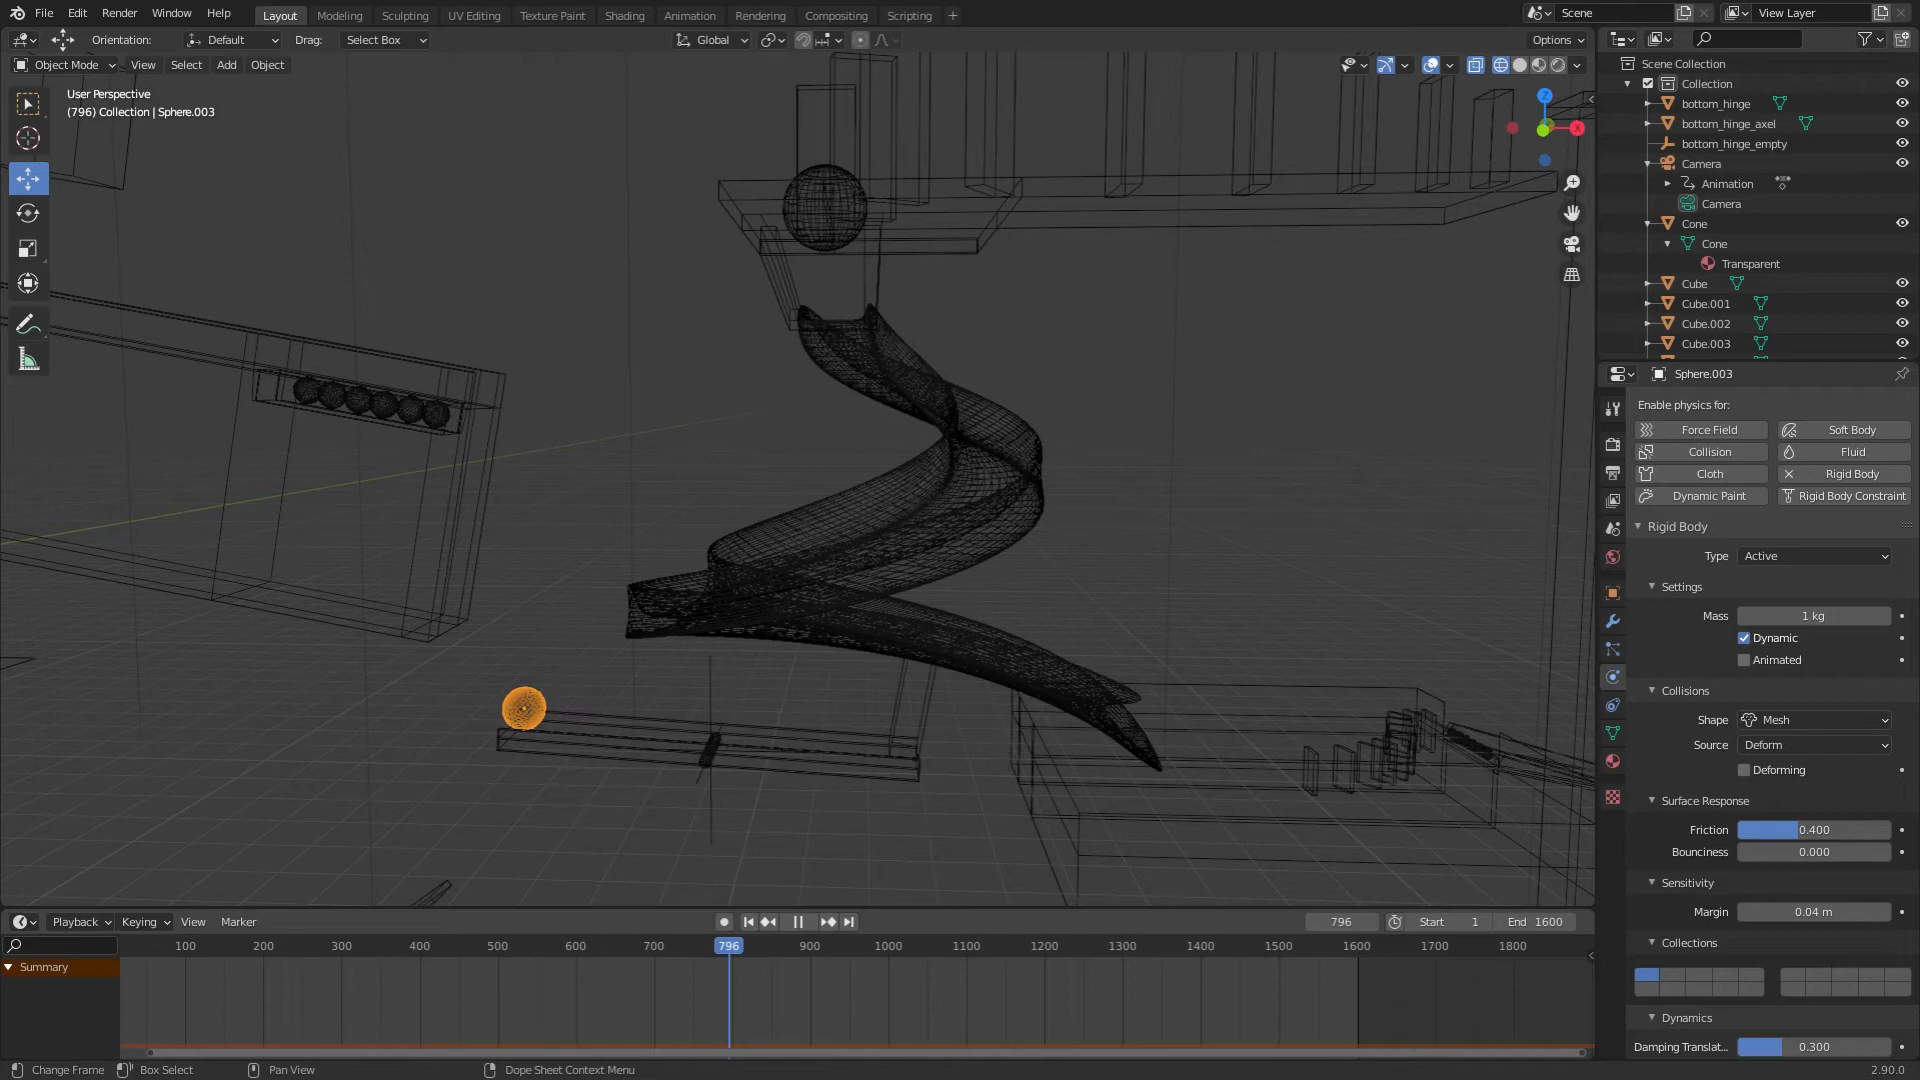 File Edit Render Window Help Layout Modeling Sculpting UV Editing Texture Paint Shading Animation Rendering Compositing Scripting + Scene View Layer
Orientation: Default Drag: Select Box Global Options
Object Mode View Select Add Object
User Perspective
(796) Collection | Sphere.003
Z
X
Scene Collection
Collection
bottom_hinge
bottom_hinge_axel
bottom_hinge_empty
Camera
Animation
Camera
Cone
Cone
Transparent
Cube
Cube.001
Cube.002
Cube.003
Sphere.003
Enable physics for:
Force Field Soft Body
Collision Fluid
Cloth Rigid Body
Dynamic Paint Rigid Body Constraint
Rigid Body
Type Active
Settings
Mass 1 kg
Dynamic
Animated
Collisions
Shape Mesh
Source Deform
Deforming
Surface Response
Friction 0.400
Bounciness 0.000
Sensitivity
Margin 0.04 m
Collections
Dynamics
Damping Translat... 0.300
Playback Keying View Marker 796 Start 1 End 1600
100 200 300 400 500 600 700 796 900 1000 1100 1200 1300 1400 1500 1600 1700 1800
Summary
Change Frame Box Select Pan View Dope Sheet Context Menu 2.90.0